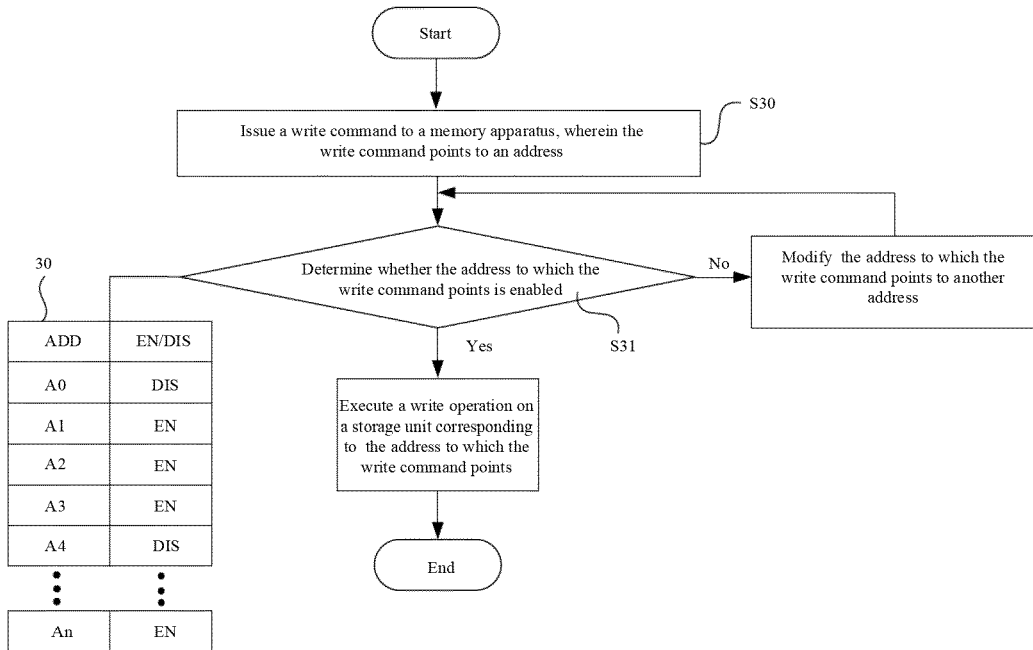 Start
S30
Issue a write command to a memory apparatus, wherein the
write command points to an address
Determine whether the address to which the
write command points is enabled
No
Modify the address to which the
write command points to another
address
S31
Yes
Execute a write operation on
a storage unit corresponding
to the address to which the
write command points
End
30
ADD EN/DIS
A0 DIS
A1 EN
A2 EN
A3 EN
A4 DIS
An EN